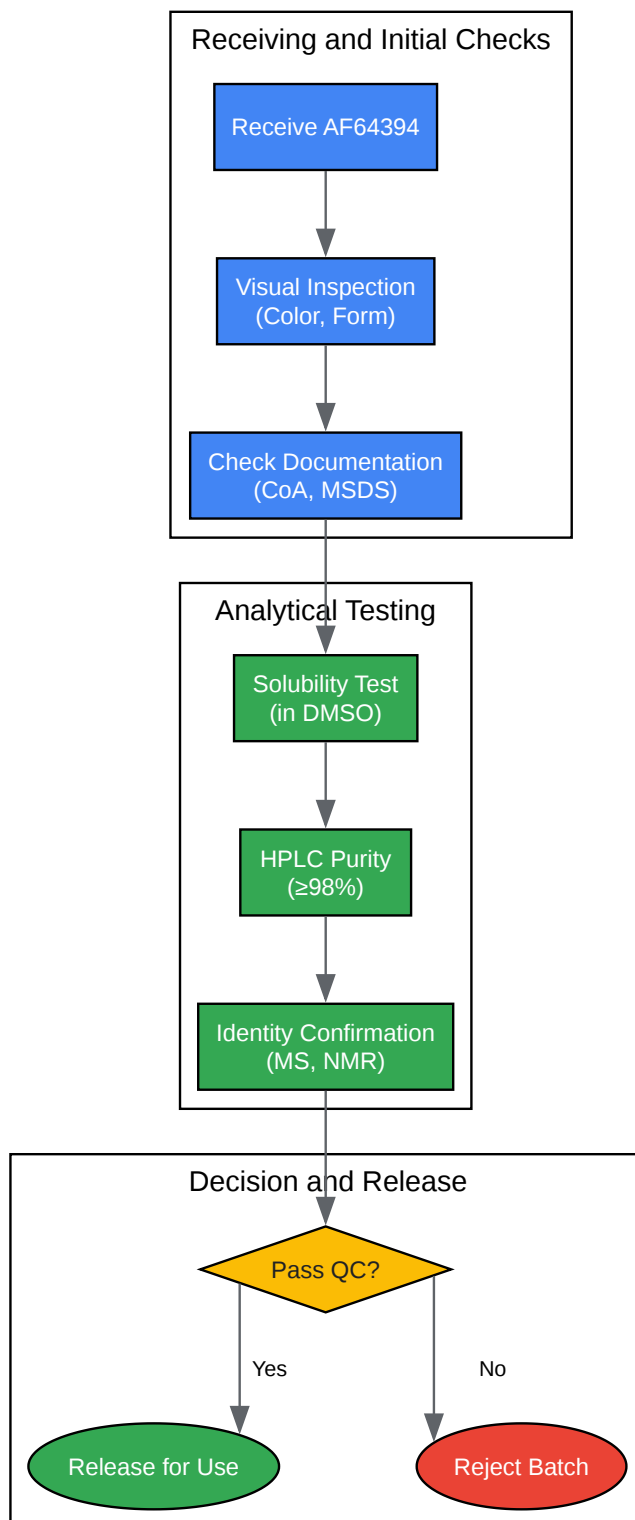 Receiving and Initial Checks
Receive AF64394
Visual Inspection
(Color, Form)
Check Documentation
(CoA, MSDS)
Analytical Testing
Solubility Test
(in DMSO)
HPLC Purity
(≥98%)
Identity Confirmation
(MS, NMR)
Decision and Release
Pass QC?
Yes
No
Release for Use
Reject Batch